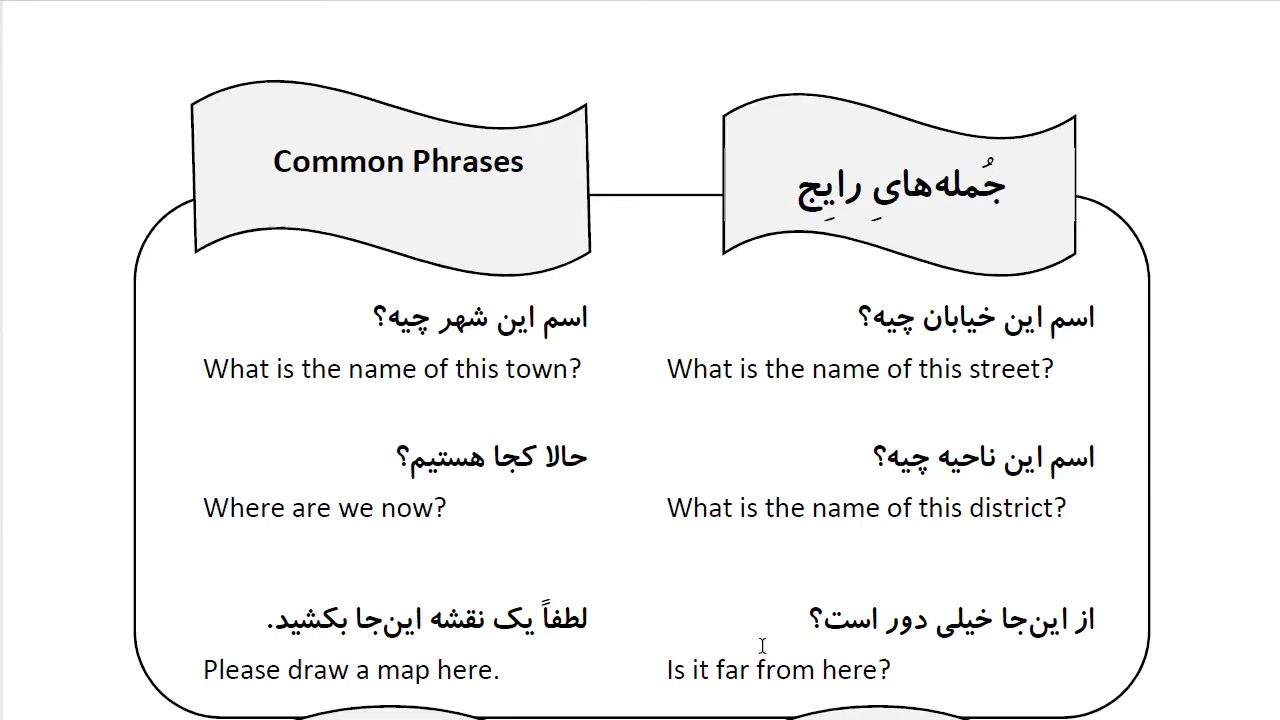 Common Phrases
جُمله‌هایِ رایِج
اسم این شهر چیه؟
What is the name of this town?
اسم این خیابان چیه؟
What is the name of this street?
حالا کجا هستیم؟
Where are we now?
اسم این ناحیه چیه؟
What is the name of this district?
لطفاً یک نقشه این‌جا بکشید.
Please draw a map here.
از این‌جا خیلی دور است؟
Is it far from here?